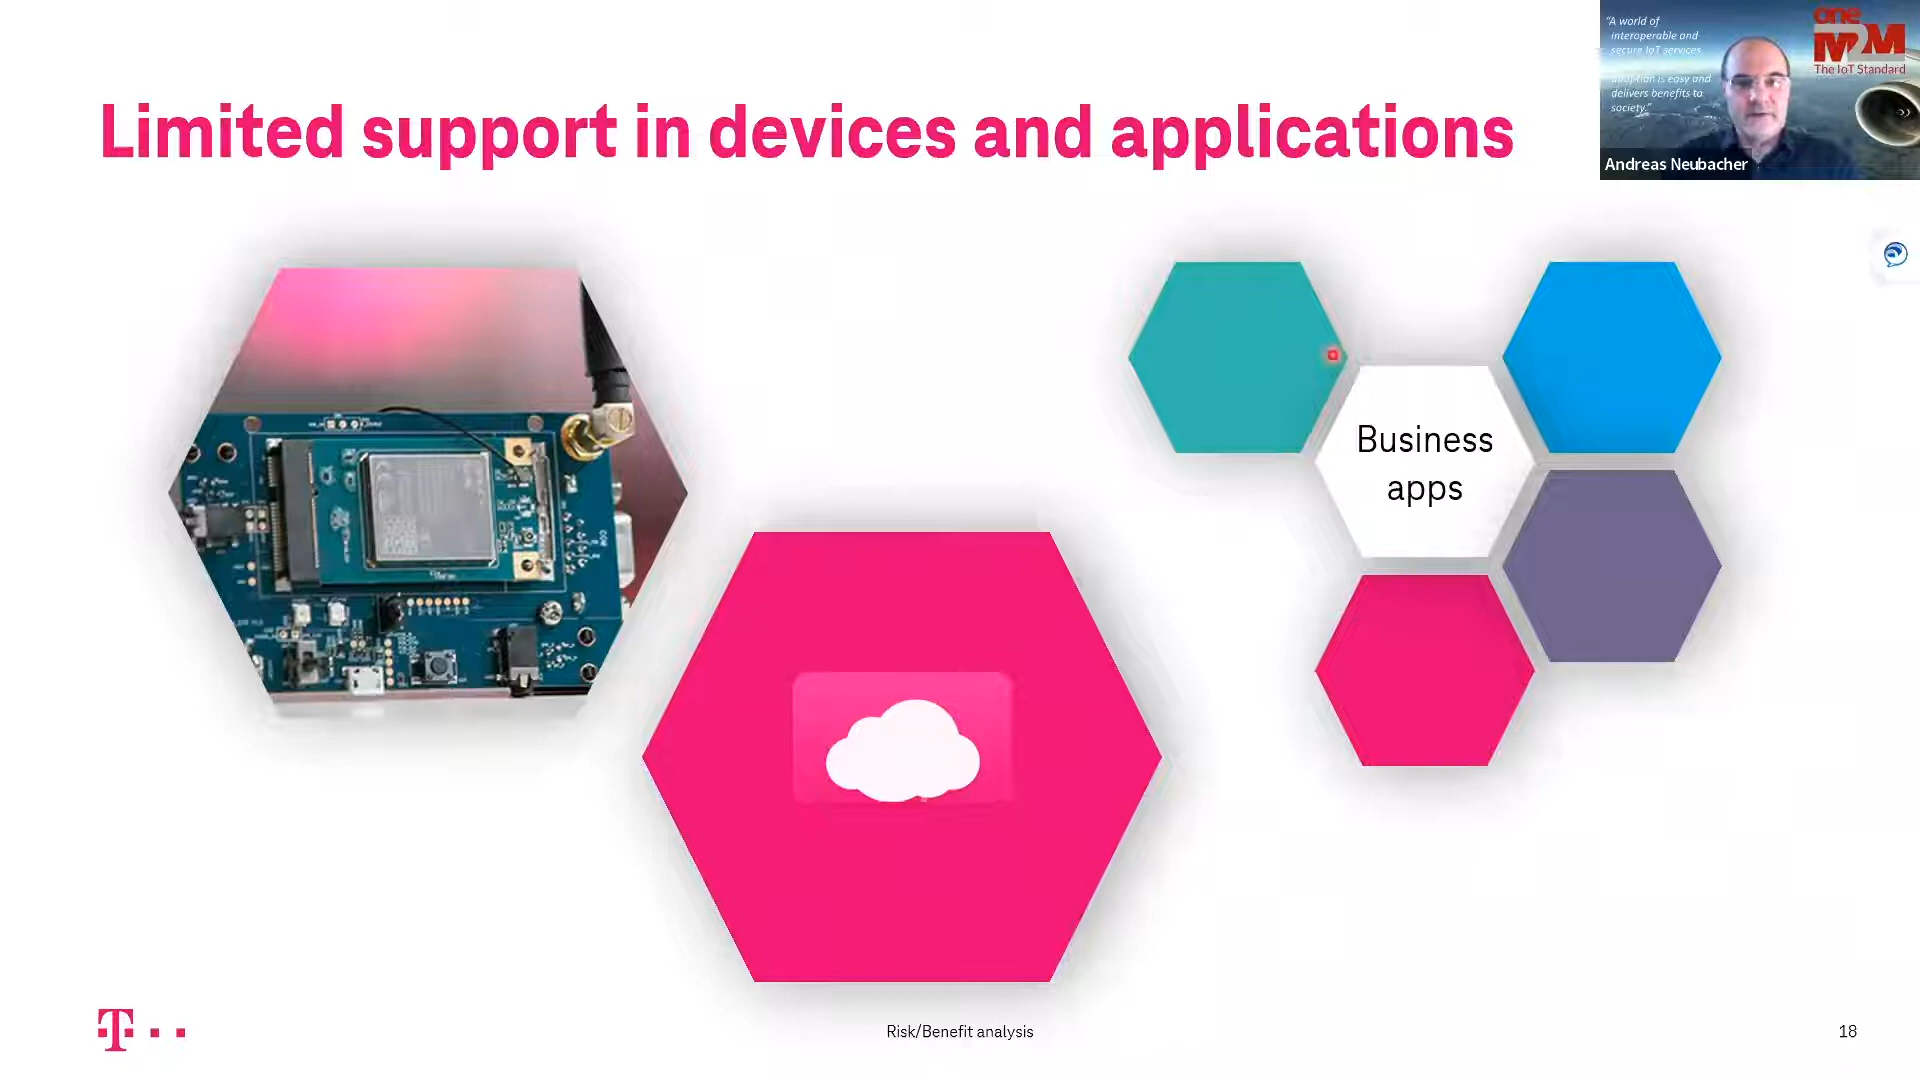 Limited support in devices and applications
"A world of
interoperable and
secure IoT services
adoption is easy and
delivers benefits to
society."
one
M2M
The IoT Standard
Andreas Neubacher
Business
apps
T
Risk/Benefit analysis
18